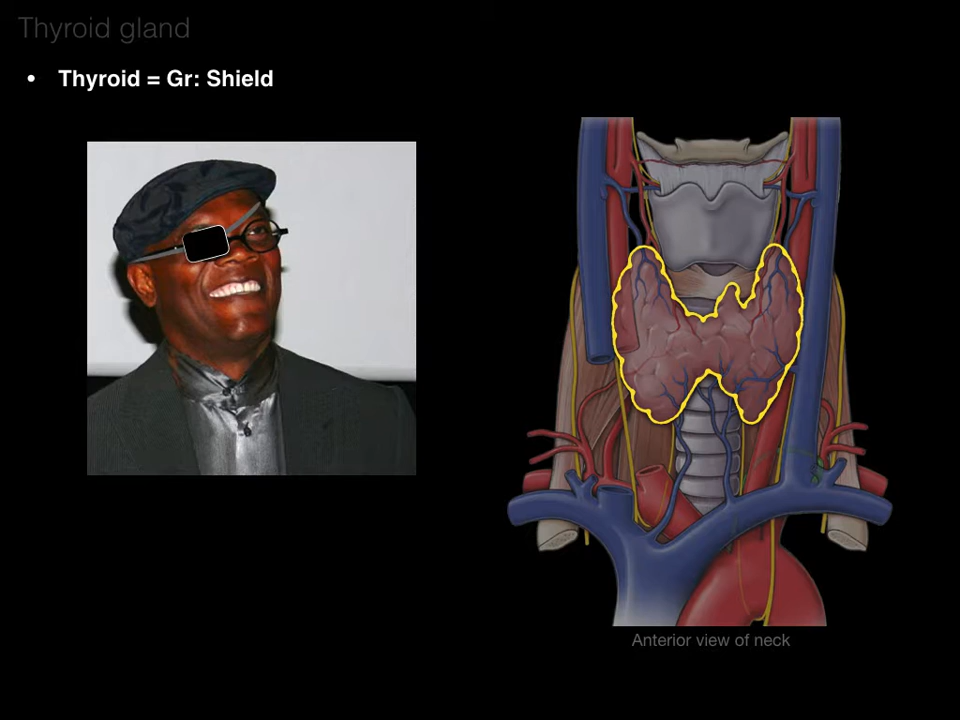 Thyroid gland
• Thyroid = Gr: Shield
Anterior view of neck